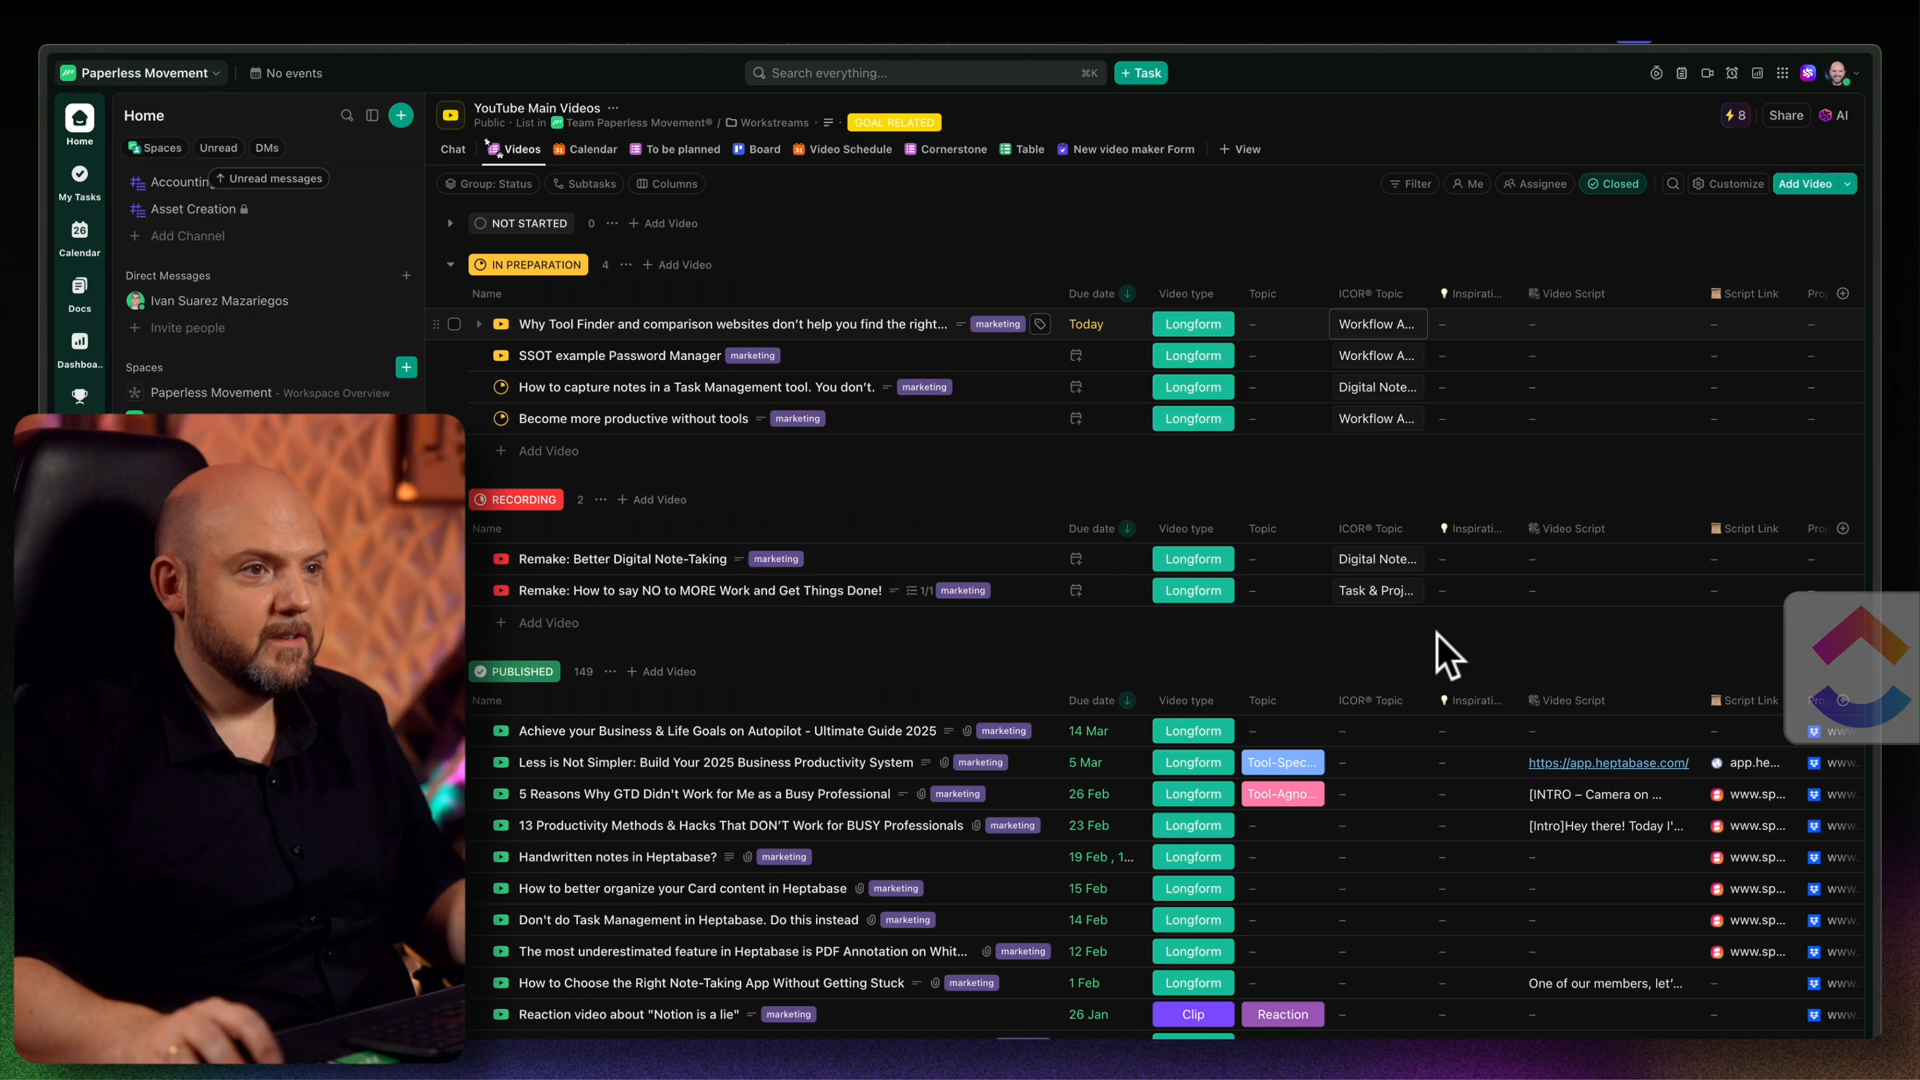 Paperless Movement
No events
Search everything...
⌘K
+ Task
Home
My Tasks
26
Calendar
Docs
Dashboa..
Home
Spaces
Unread
DMs
Accounting
↑ Unread messages
Asset Creation
+ Add Channel
Direct Messages
Ivan Suarez Mazariegos
+ Invite people
Spaces
Paperless Movement - Workspace Overview
YouTube Main Videos ...
Public · List in Team Paperless Movement® / Workstreams · GOAL RELATED
8
Share
AI
Chat
Videos
Calendar
To be planned
Board
Video Schedule
Cornerstone
Table
New video maker Form
+ View
Group: Status
Subtasks
Columns
Filter
Me
Assignee
Closed
Customize
Add Video
NOT STARTED 0 ... + Add Video
IN PREPARATION 4 ... + Add Video
Name Due date Video type Topic ICOR® Topic Inspirati... Video Script Script Link Proj
Why Tool Finder and comparison websites don't help you find the right... marketing Today Longform – Workflow A... – – – –
SSOT example Password Manager marketing Longform – Workflow A... – – – –
How to capture notes in a Task Management tool. You don't. marketing Longform – Digital Note... – – – –
Become more productive without tools marketing Longform – Workflow A... – – – –
+ Add Video
RECORDING 2 ... + Add Video
Name Due date Video type Topic ICOR® Topic Inspirati... Video Script Script Link Proj
Remake: Better Digital Note-Taking marketing Longform – Digital Note... – – – –
Remake: How to say NO to MORE Work and Get Things Done! 1/1 marketing Longform – Task & Proj... – – – –
+ Add Video
PUBLISHED 149 ... + Add Video
Name Due date Video type Topic ICOR® Topic Inspirati... Video Script Script Link
Achieve your Business & Life Goals on Autopilot - Ultimate Guide 2025 marketing 14 Mar Longform – – – – – www.
Less is Not Simpler: Build Your 2025 Business Productivity System marketing 5 Mar Longform Tool-Spec... – – https://app.heptabase.com/ app.he... www.
5 Reasons Why GTD Didn't Work for Me as a Busy Professional marketing 26 Feb Longform Tool-Agno... – – [INTRO – Camera on ... www.sp... www.
13 Productivity Methods & Hacks That DON'T Work for BUSY Professionals marketing 23 Feb Longform – – – [Intro]Hey there! Today I'... www.sp... www.
Handwritten notes in Heptabase? marketing 19 Feb , 1... Longform – – – – www.sp... www.
How to better organize your Card content in Heptabase marketing 15 Feb Longform – – – – www.sp... www.
Don't do Task Management in Heptabase. Do this instead marketing 14 Feb Longform – – – – www.sp... www.
The most underestimated feature in Heptabase is PDF Annotation on Whit... marketing 12 Feb Longform – – – – www.sp... www.
How to Choose the Right Note-Taking App Without Getting Stuck marketing 1 Feb Longform – – – One of our members, let'... – www.
Reaction video about "Notion is a lie" marketing 26 Jan Clip Reaction – – – – www.